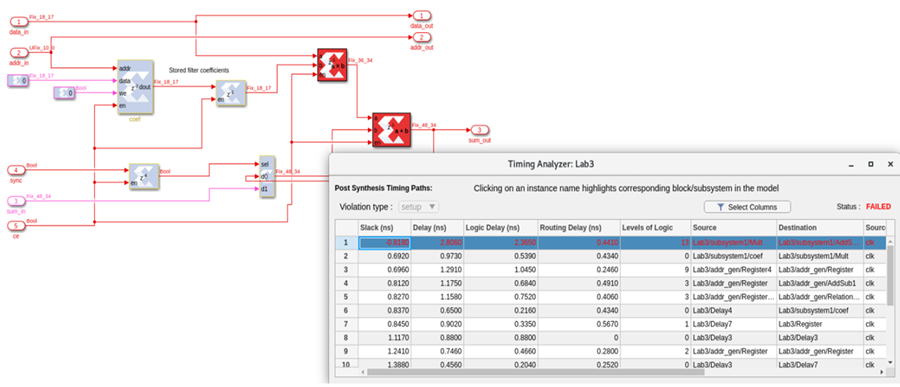 Fix_18_17
1
data_in
1
data_out
UFix_10_0
2
addr_in
2
addr_out
Fix_18_17
Bool
addr
data
we
en
dout
Fix_18_17
coef
Stored filter coefficients
en
Fix_18_17
a
b
en
a × b
Fix_36_34
a
b
en
a + b
Fix_48_34
3
sum_out
Bool
4
sync
en
Bool
sel
d0
d1
Fix_48_34
Fix_48_34
3
sum_in
Bool
5
ce
Timing Analyzer: Lab3
Post Synthesis Timing Paths: Clicking on an instance name highlights corresponding block/subsystem in the model
Violation type : setup Select Columns Status : FAILED
Slack (ns) Delay (ns) Logic Delay (ns) Routing Delay (ns) Levels of Logic Source Destination Sourc
1 -0.8180 2.8060 2.3650 0.4410 13 Lab3/subsystem1/Mult Lab3/subsystem1/AddS... clk
2 0.6920 0.9730 0.5390 0.4340 0 Lab3/subsystem1/coef Lab3/subsystem1/Mult clk
3 0.6960 1.2910 1.0450 0.2460 9 Lab3/addr_gen/Register4 Lab3/addr_gen/Register clk
4 0.8120 1.1750 0.6840 0.4910 3 Lab3/addr_gen/Register Lab3/addr_gen/AddSub1 clk
5 0.8270 1.1580 0.7520 0.4060 3 Lab3/addr_gen/Register... Lab3/addr_gen/Relation... clk
6 0.8370 0.6500 0.2160 0.4340 0 Lab3/Delay4 Lab3/subsystem1/coef clk
7 0.8450 0.9020 0.3350 0.5670 1 Lab3/Delay7 Lab3/Register clk
8 1.1170 0.8800 0.8800 0 0 Lab3/Delay3 Lab3/Delay3 clk
9 1.2410 0.7460 0.4660 0.2800 2 Lab3/addr_gen/Register Lab3/addr_gen/Register clk
10 1.3880 0.4560 0.2040 0.2520 0 Lab3/Delay3 Lab3/Delay7 clk